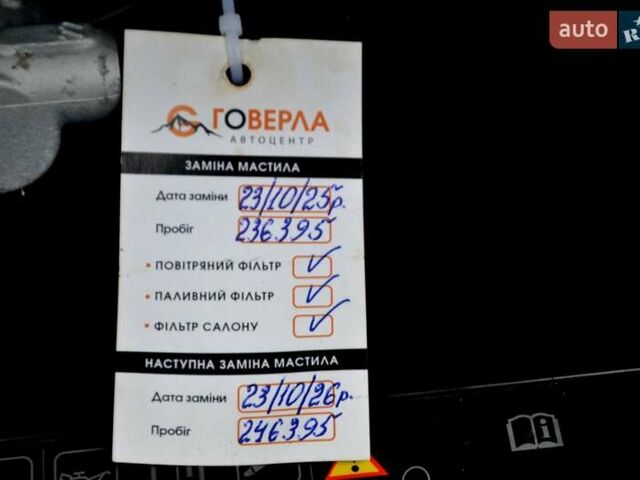 auto
R
ГОВЕРЛА
АВТОЦЕНТР
ЗАМІНА МАСТИЛА
Дата заміни 23/10/25р.
Пробіг 236395
• ПОВІТРЯНИЙ ФІЛЬТР ✓
• ПАЛИВНИЙ ФІЛЬТР ✓
• ФІЛЬТР САЛОНУ ✓
НАСТУПНА ЗАМІНА МАСТИЛА
Дата заміни 23/10/26р.
Пробіг 246395